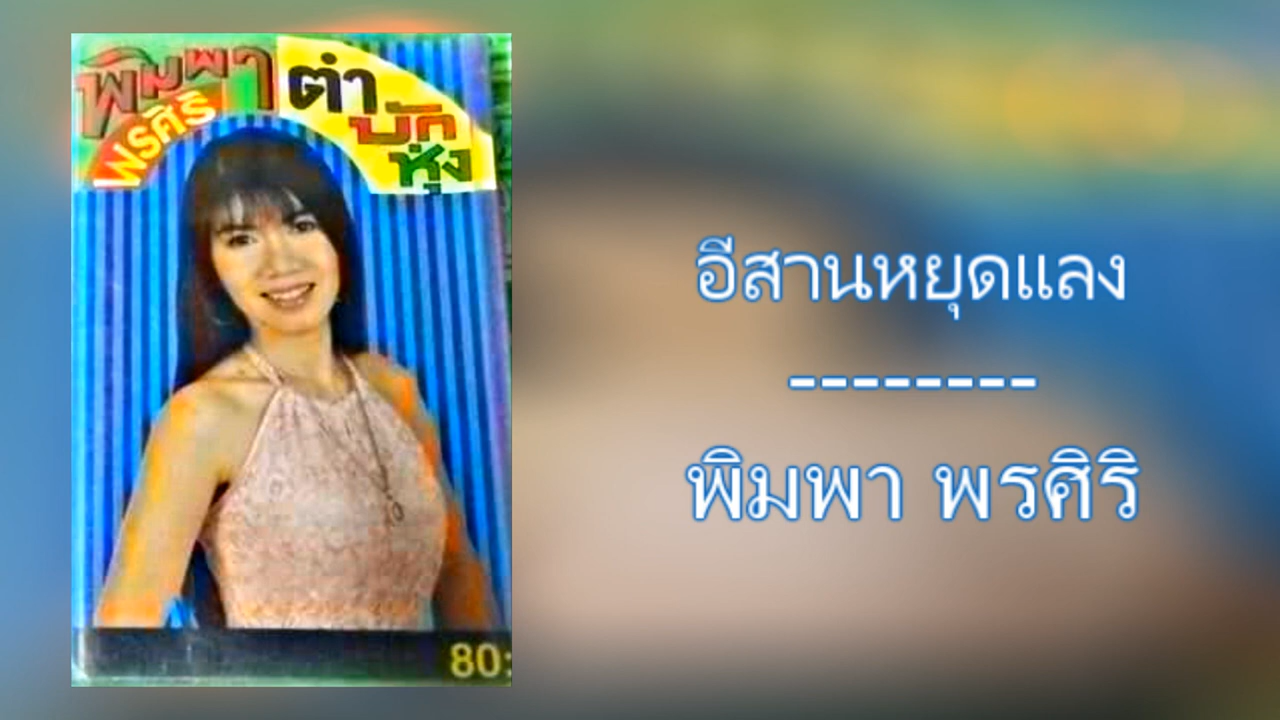 พิมพา
พรศิริ
ตำ
บัก
หุ่ง
80:
อีสานหยุดแลง
--------
พิมพา พรศิริ